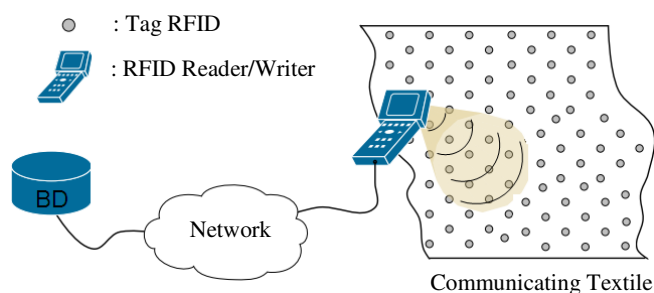 : Tag RFID
: RFID Reader/Writer
BD
Network
Communicating Textile